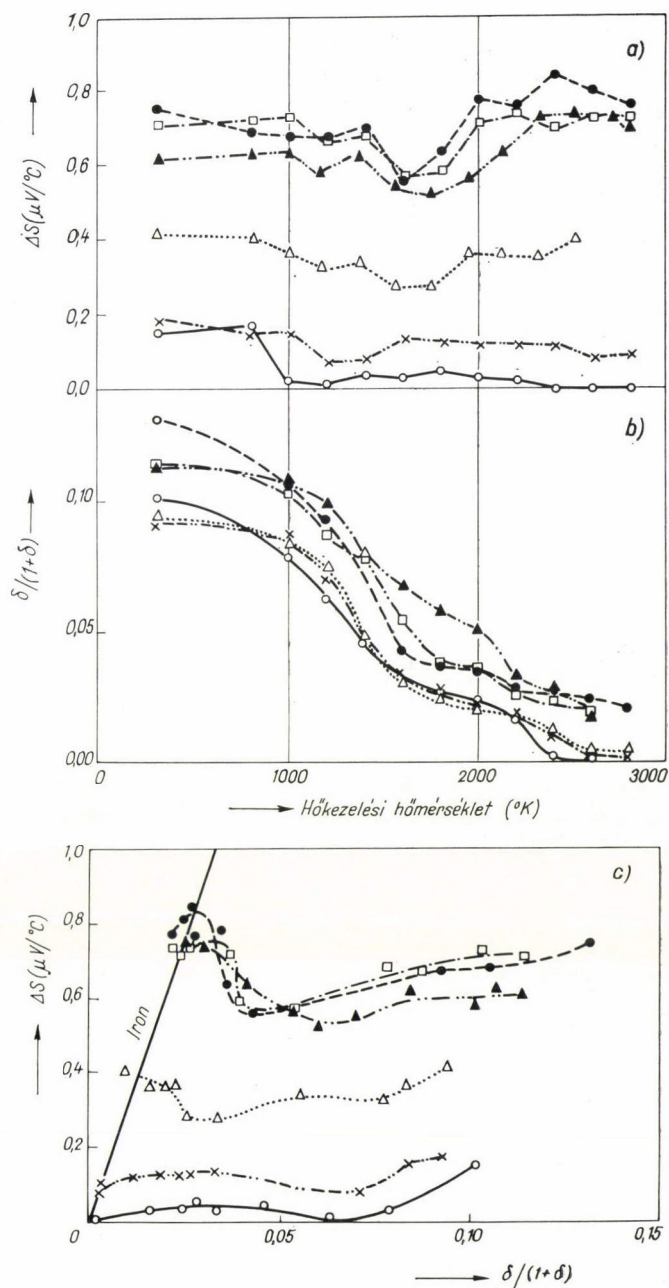 1,0
a)
0,8
0,6
ΔS(μV/°C)
0,4
0,2
0,0
b)
0,10
δ/(1+δ)
0,05
0,00
0 1000 2000 3000
Hőkezelési hőmérséklet (°K)
1,0
c)
0,8
ΔS(μV/°C)
0,6
Iron
0,4
0,2
0 0,05 0,10 0,15
δ/(1+δ)